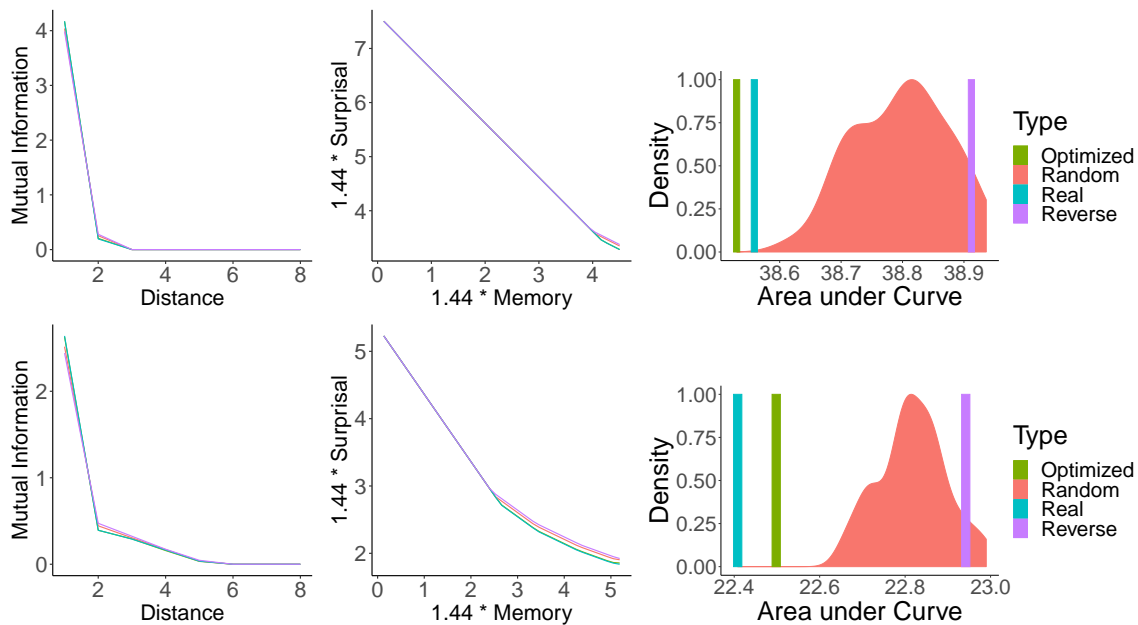 4
3
2
1
0
2
4
6
8
Mutual Information
Distance
7
6
5
4
0
1
2
3
4
1.44 * Surprisal
1.44 * Memory
1.00
0.75
0.50
0.25
0.00
38.6
38.7
38.8
38.9
Density
Area under Curve
Type
Optimized
Random
Real
Reverse
2
1
0
2
4
6
8
Mutual Information
Distance
5
4
3
2
0
1
2
3
4
5
1.44 * Surprisal
1.44 * Memory
1.00
0.75
0.50
0.25
0.00
22.4
22.6
22.8
23.0
Density
Area under Curve
Type
Optimized
Random
Real
Reverse